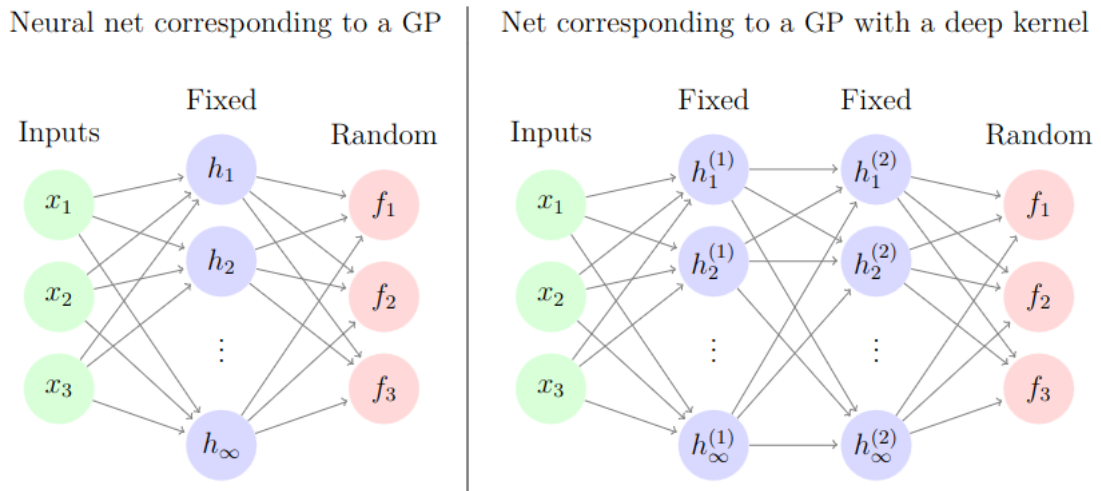 Neural net corresponding to a GP
Fixed
Inputs
Random
x₁
x₂
x₃
h₁
h₂
⋮
h∞
f₁
f₂
f₃
Net corresponding to a GP with a deep kernel
Fixed
Fixed
Inputs
Random
x₁
x₂
x₃
h₁⁽¹⁾
h₂⁽¹⁾
⋮
h∞⁽¹⁾
h₁⁽²⁾
h₂⁽²⁾
⋮
h∞⁽²⁾
f₁
f₂
f₃